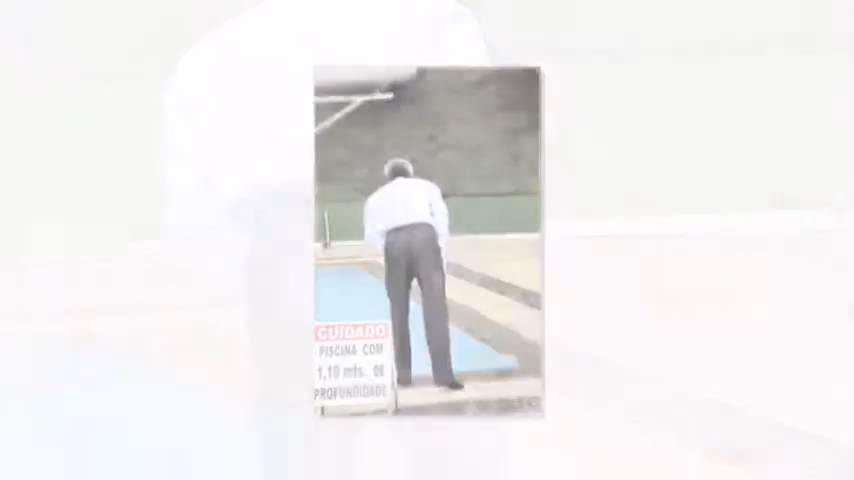 CUIDADO
PISCINA COM
1,10 mts. DE
PROFUNDIDADE